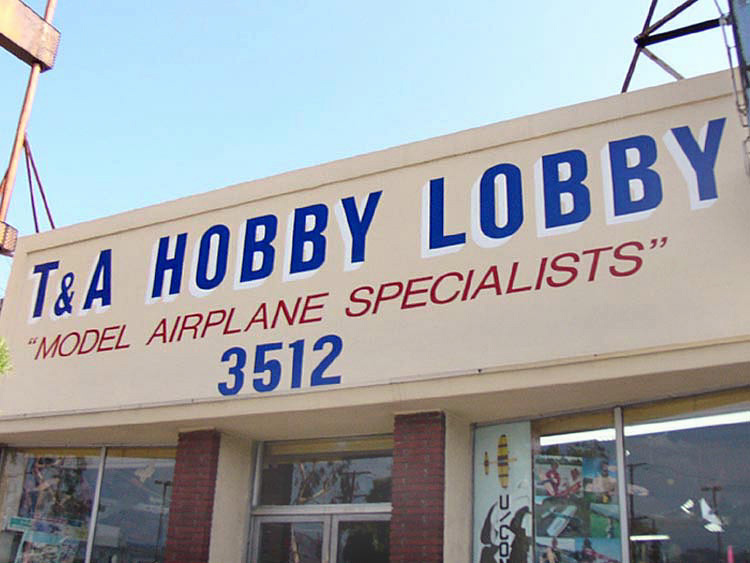 T&A HOBBY LOBBY
"MODEL AIRPLANE SPECIALISTS"
3512